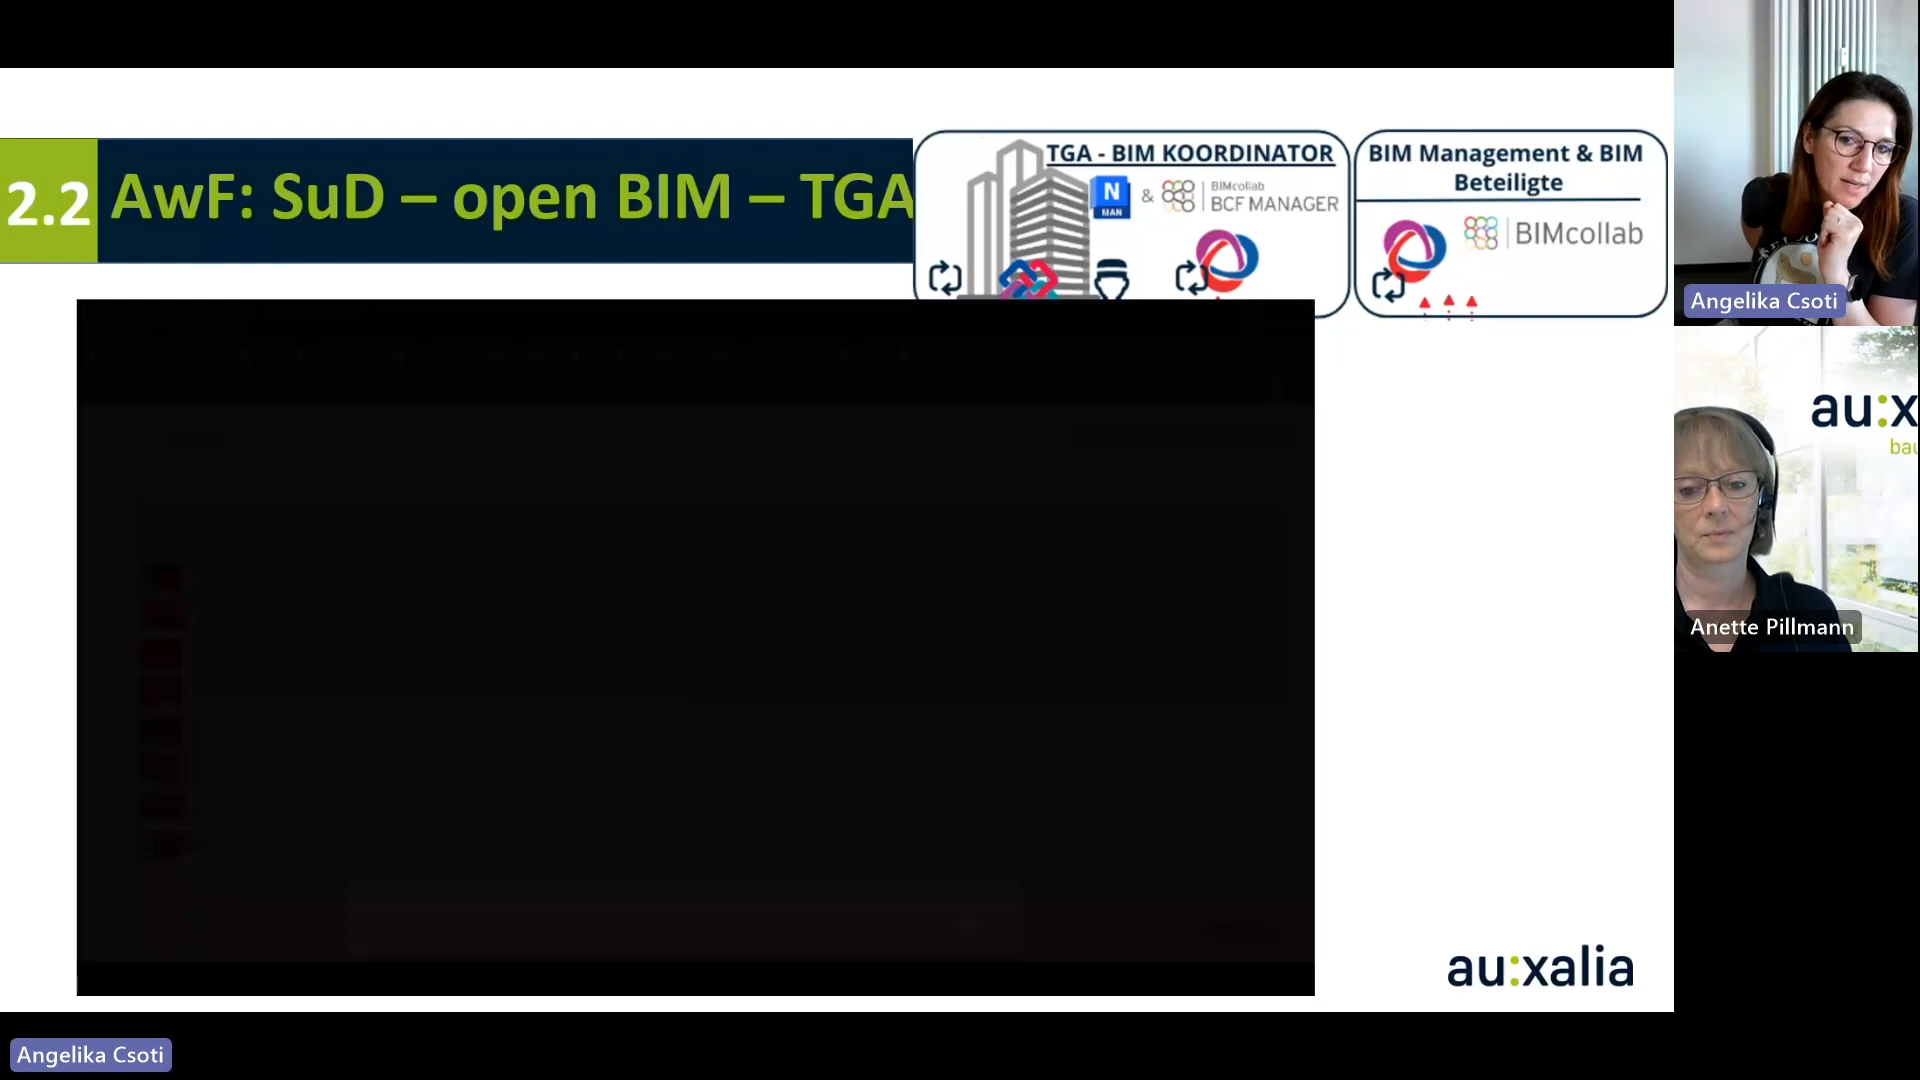 2.2
AwF: SuD – open BIM – TGA
TGA - BIM KOORDINATOR
N
MAN
&
BIMcollab
BCF MANAGER
BIM Management & BIM
Beteiligte
BIMcollab
Angelika Csoti
au:x
bau
Anette Pillmann
au:xalia
Angelika Csoti